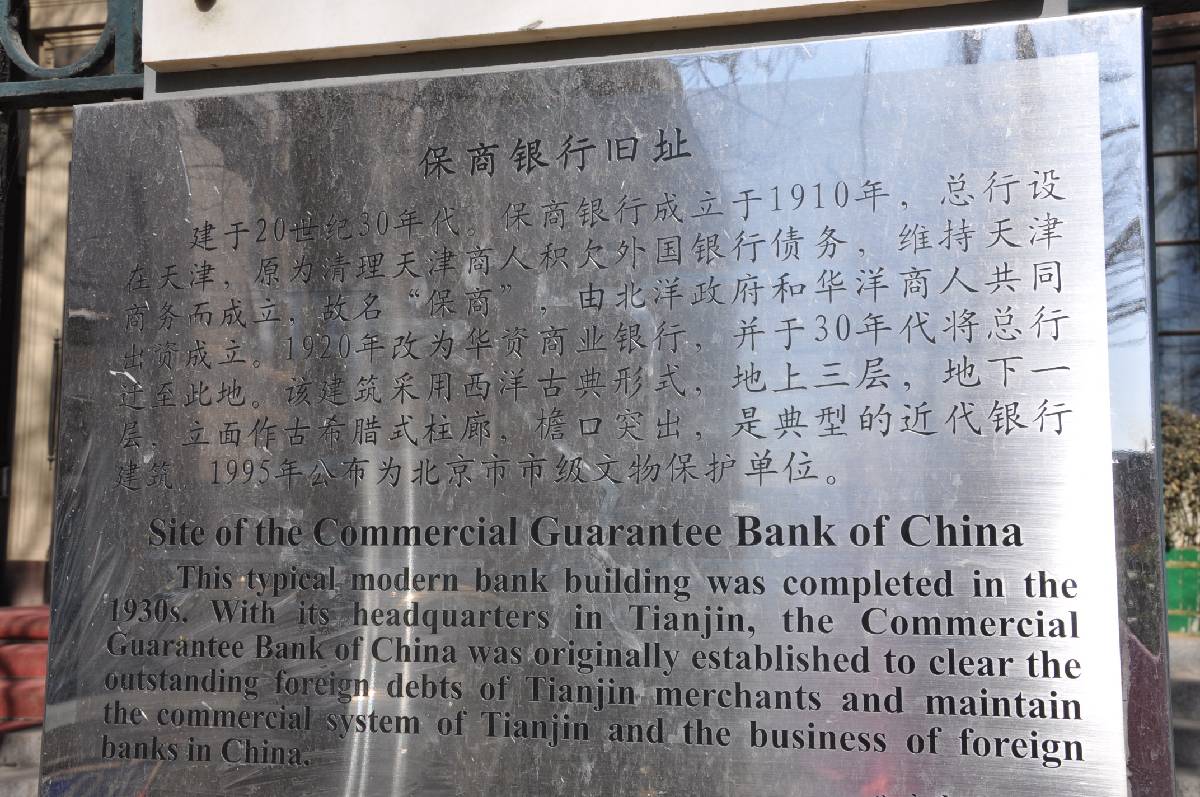 保商银行旧址
建于20世纪30年代。保商银行成立于1910年，总行设
在天津，原为清理天津商人积欠外国银行债务，维持天津
商务而成立，故名“保商”，由北洋政府和华洋商人共同
出资成立。1920年改为华资商业银行，并于30年代将总行
迁至此地。该建筑采用西洋古典形式，地上三层，地下一
层，立面作古希腊式柱廊，檐口突出，是典型的近代银行
建筑 1995年公布为北京市市级文物保护单位。
Site of the Commercial Guarantee Bank of China
This typical modern bank building was completed in the
1930s. With its headquarters in Tianjin, the Commercial
Guarantee Bank of China was originally established to clear the
outstanding foreign debts of Tianjin merchants and maintain
the commercial system of Tianjin and the business of foreign
banks in China.